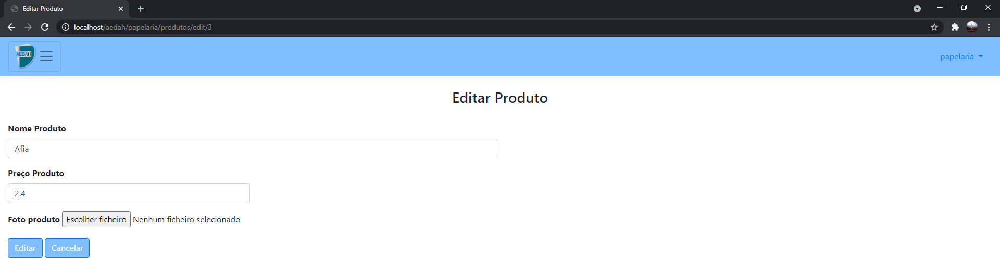 Editar Produto
localhost/aedah/papelaria/produtos/edit/3
AEDAH
papelaria
Editar Produto
Nome Produto
Afia
Preço Produto
2.4
Foto produto Escolher ficheiro Nenhum ficheiro selecionado
Editar Cancelar